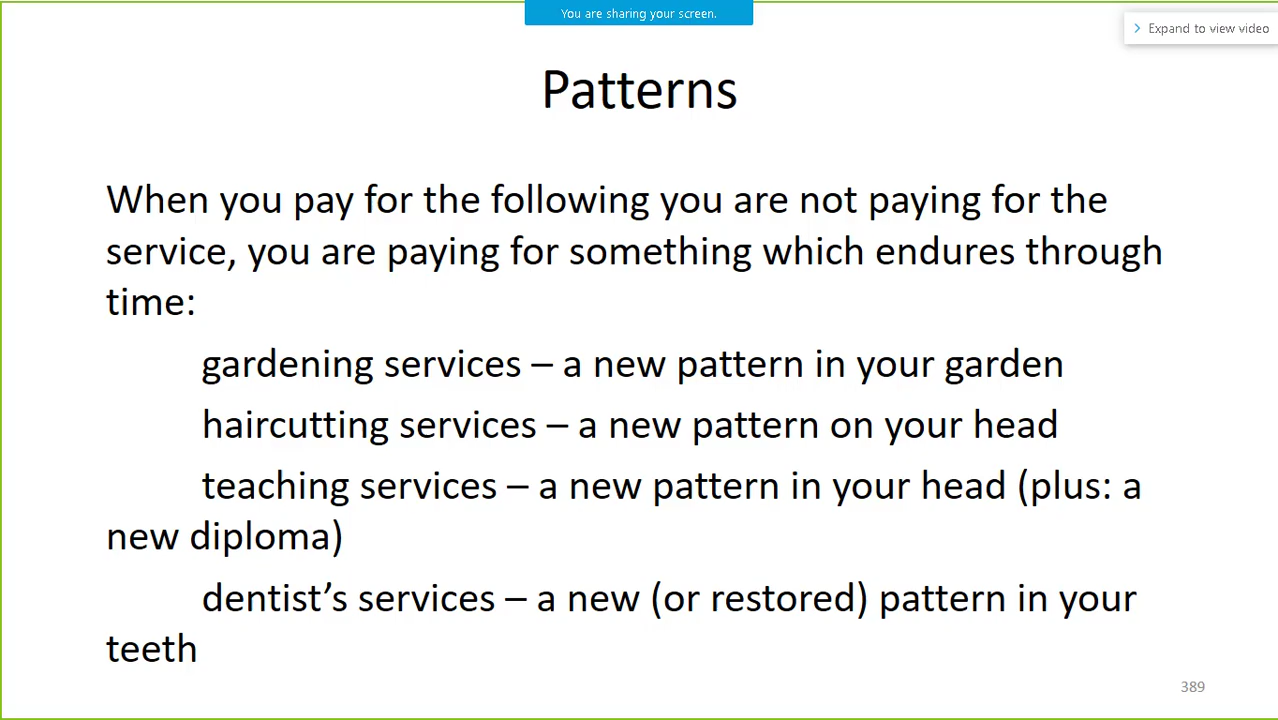 You are sharing your screen.
Expand to view video
Patterns
When you pay for the following you are not paying for the
service, you are paying for something which endures through
time:
gardening services – a new pattern in your garden
haircutting services – a new pattern on your head
teaching services – a new pattern in your head (plus: a
new diploma)
dentist’s services – a new (or restored) pattern in your
teeth
389